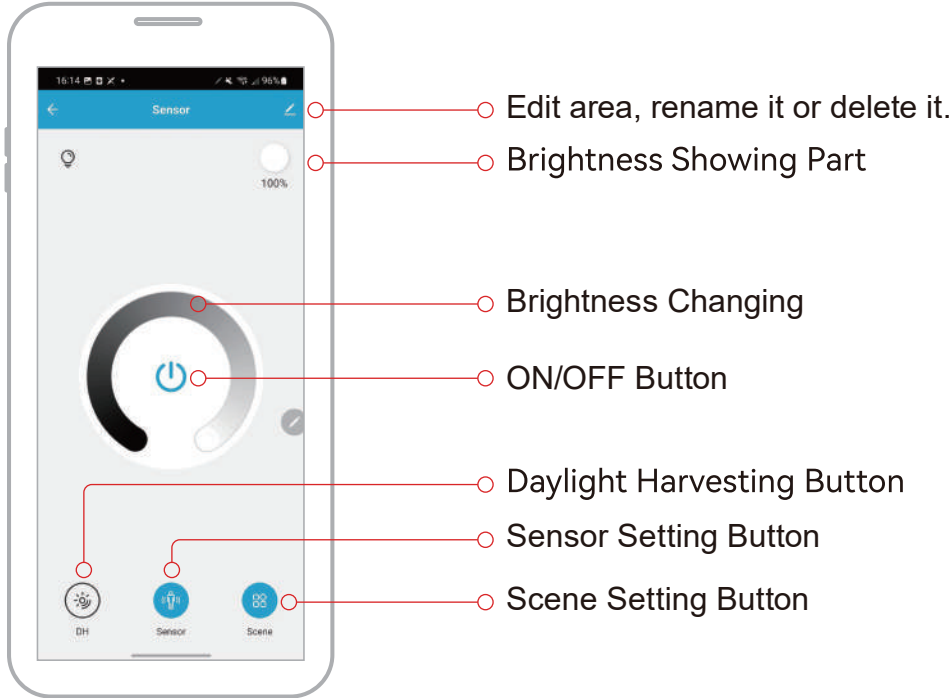 16:14 96%
Sensor
Edit area, rename it or delete it.
100%
Brightness Showing Part
Brightness Changing
ON/OFF Button
Daylight Harvesting Button
Sensor Setting Button
Scene Setting Button
DH Sensor Scene